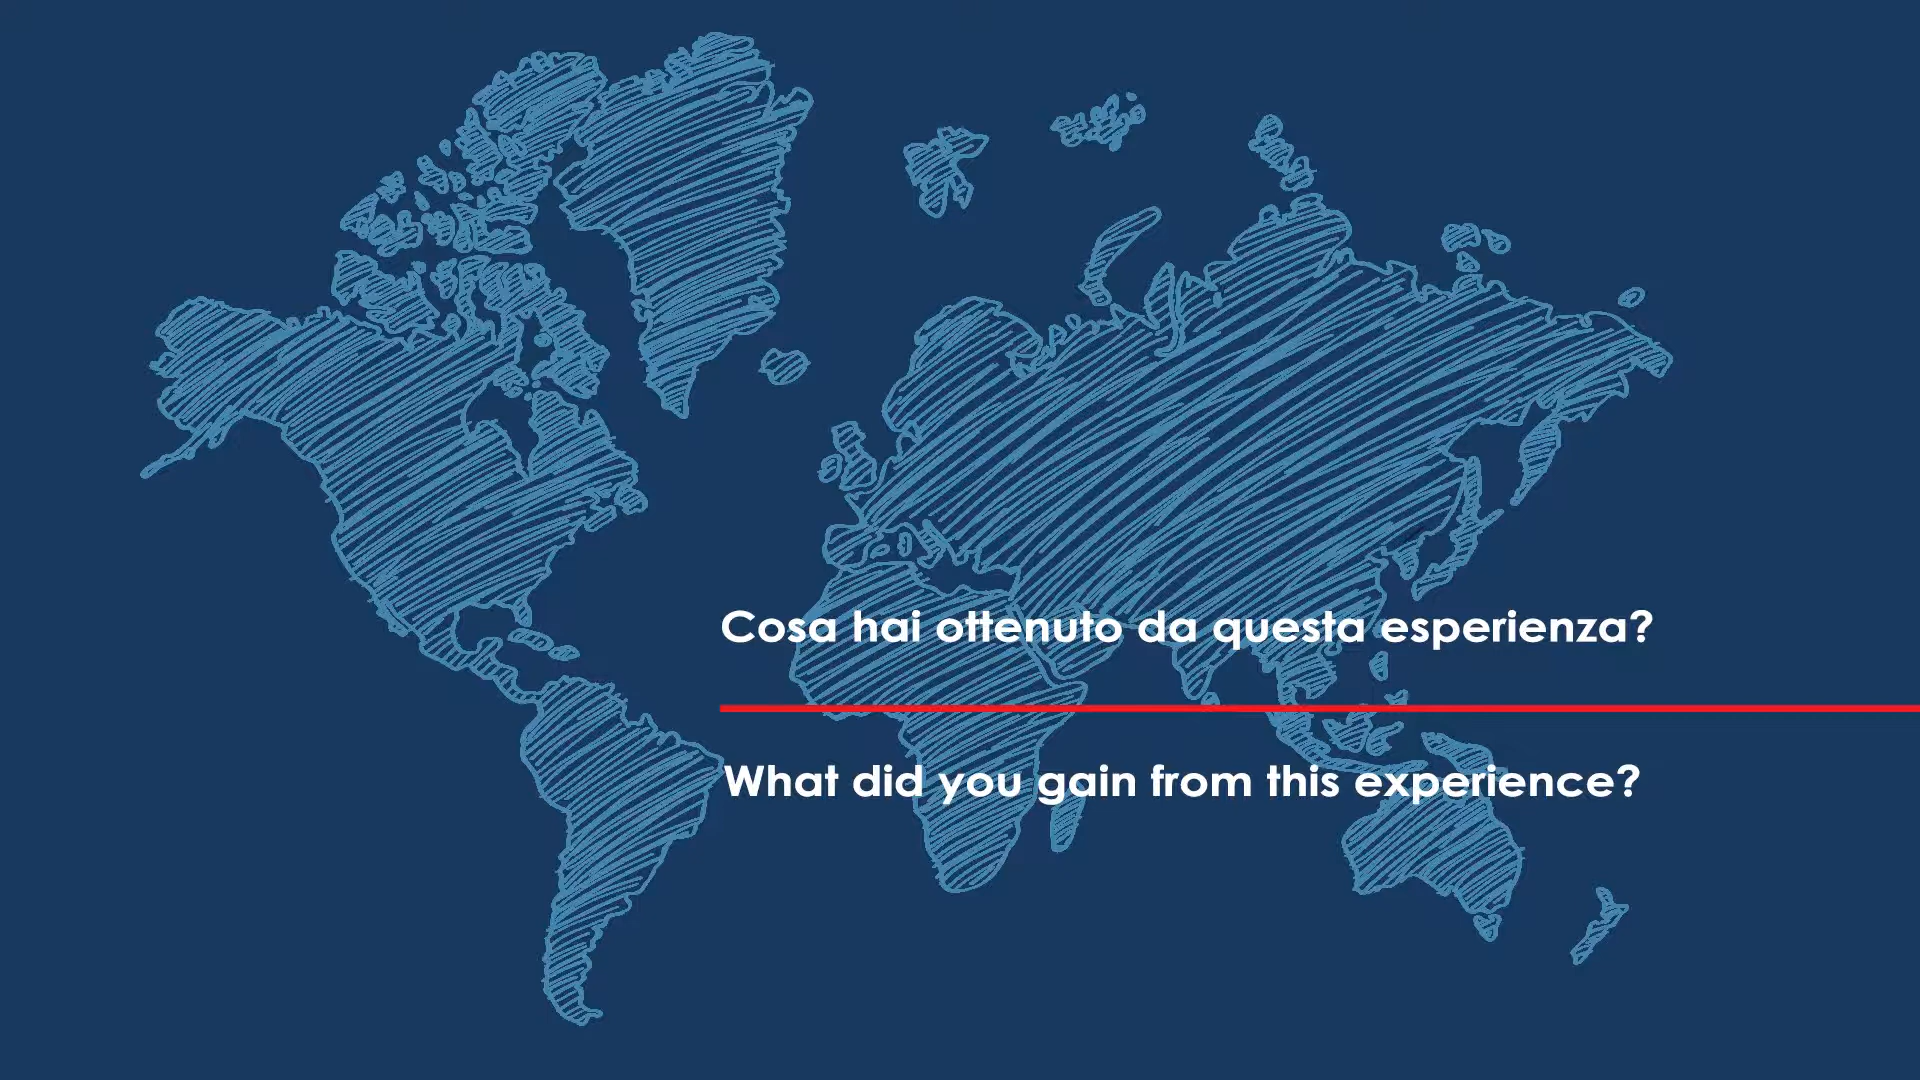 Cosa hai ottenuto da questa esperienza?
What did you gain from this experience?